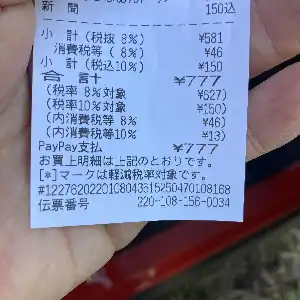 新聞 150込
小 計(税抜 8%) ¥581
消費税等( 8%) ¥46
小 計(税込10%) ¥150
合 計 ¥777
(税率 8%対象 ¥627)
(税率10%対象 ¥150)
(内消費税等 8% ¥46)
(内消費税等10% ¥13)
PayPay支払 ¥777
お買上明細は上記のとおりです。
[*]マークは軽減税率対象です。
#122762022010804331525047010816​8
伝票番号 220-108-156-0034